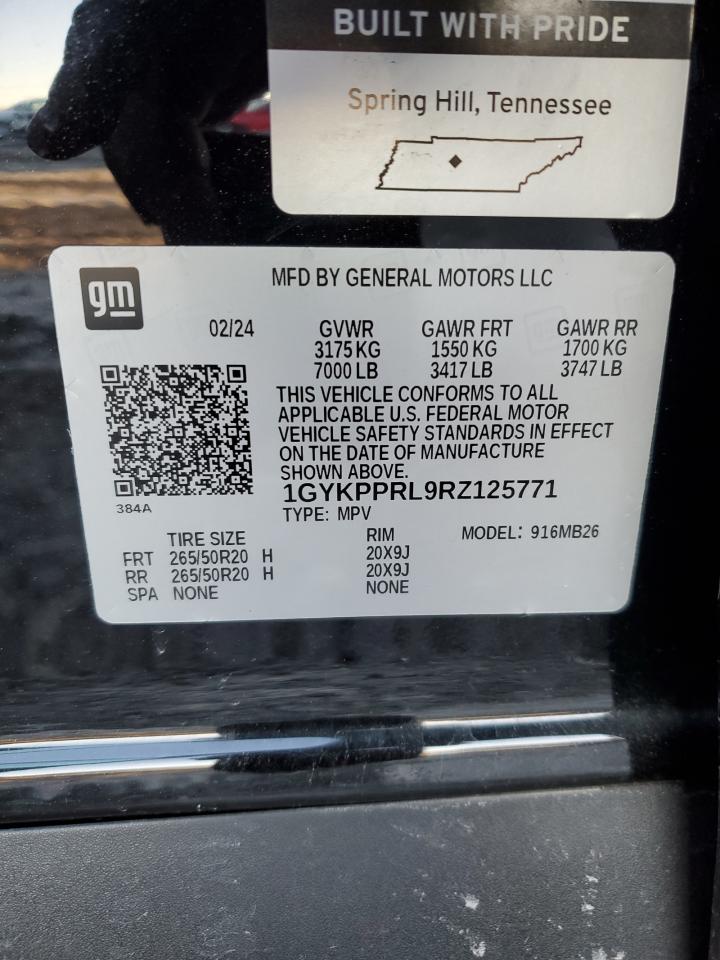 BUILT WITH PRIDE
Spring Hill, Tennessee
gm
MFD BY GENERAL MOTORS LLC
02/24 GVWR GAWR FRT GAWR RR
3175 KG 1550 KG 1700 KG
7000 LB 3417 LB 3747 LB
THIS VEHICLE CONFORMS TO ALL
APPLICABLE U.S. FEDERAL MOTOR
VEHICLE SAFETY STANDARDS IN EFFECT
ON THE DATE OF MANUFACTURE
SHOWN ABOVE.
1GYKPPRL9RZ125771
384A
TYPE: MPV
TIRE SIZE RIM MODEL: 916MB26
FRT 265/50R20 H 20X9J
RR 265/50R20 H 20X9J
SPA NONE NONE